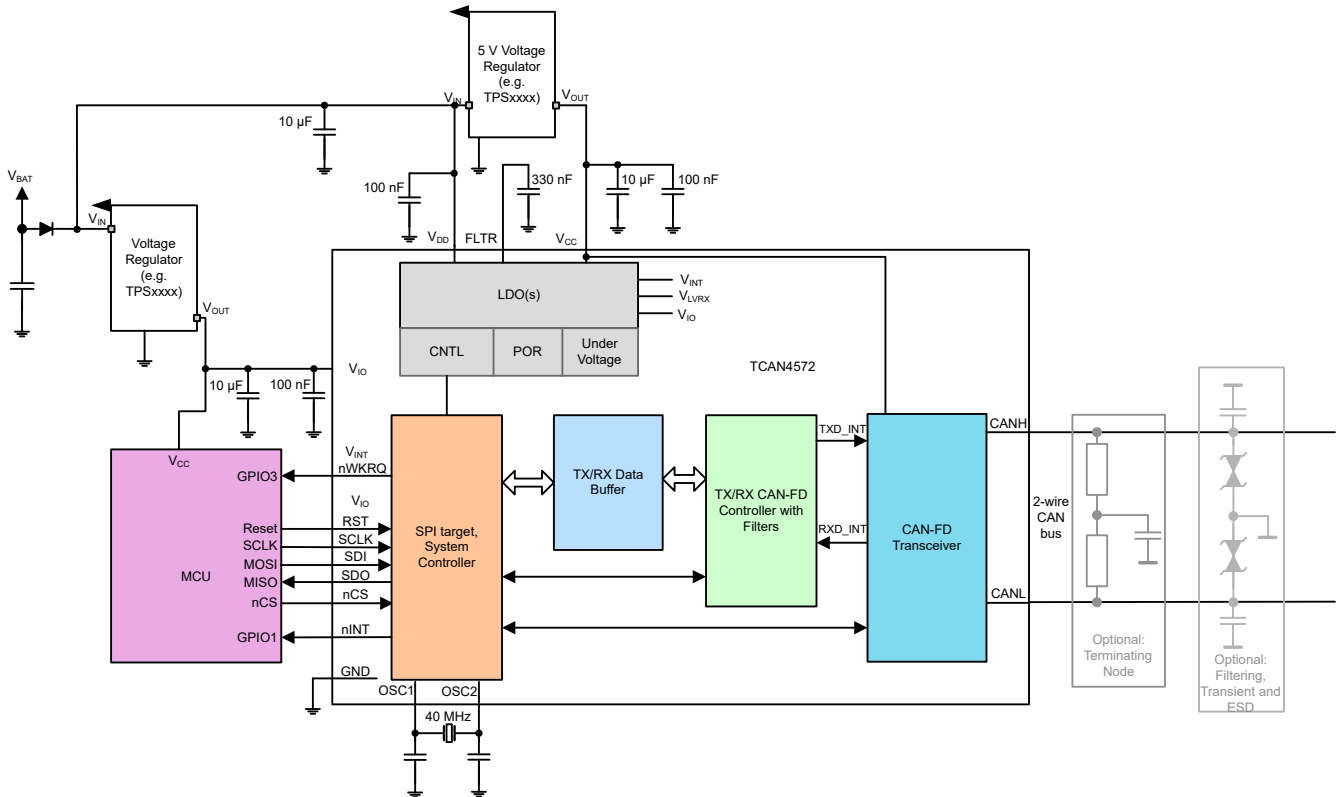 5 V Voltage
Regulator
(e.g.
TPSxxxx)
VIN
VOUT
10 µF
100 nF
330 nF
10 µF
100 nF
VBAT
VIN
Voltage
Regulator
(e.g.
TPSxxxx)
VOUT
VDD
FLTR
VCC
LDO(s)
VINT
VLVRX
VIO
CNTL
POR
Under
Voltage
TCAN4572
VIO
10 µF
100 nF
VCC
MCU
GPIO3
Reset
SCLK
MOSI
MISO
nCS
GPIO1
VINT
nWKRQ
VIO
RST
SCLK
SDI
SDO
nCS
nINT
GND
SPI target,
System
Controller
TX/RX Data
Buffer
TX/RX CAN-FD
Controller with
Filters
TXD_INT
RXD_INT
CAN-FD
Transceiver
CANH
CANL
2-wire
CAN
bus
Optional:
Terminating
Node
Optional:
Filtering,
Transient and
ESD
OSC1
OSC2
40 MHz